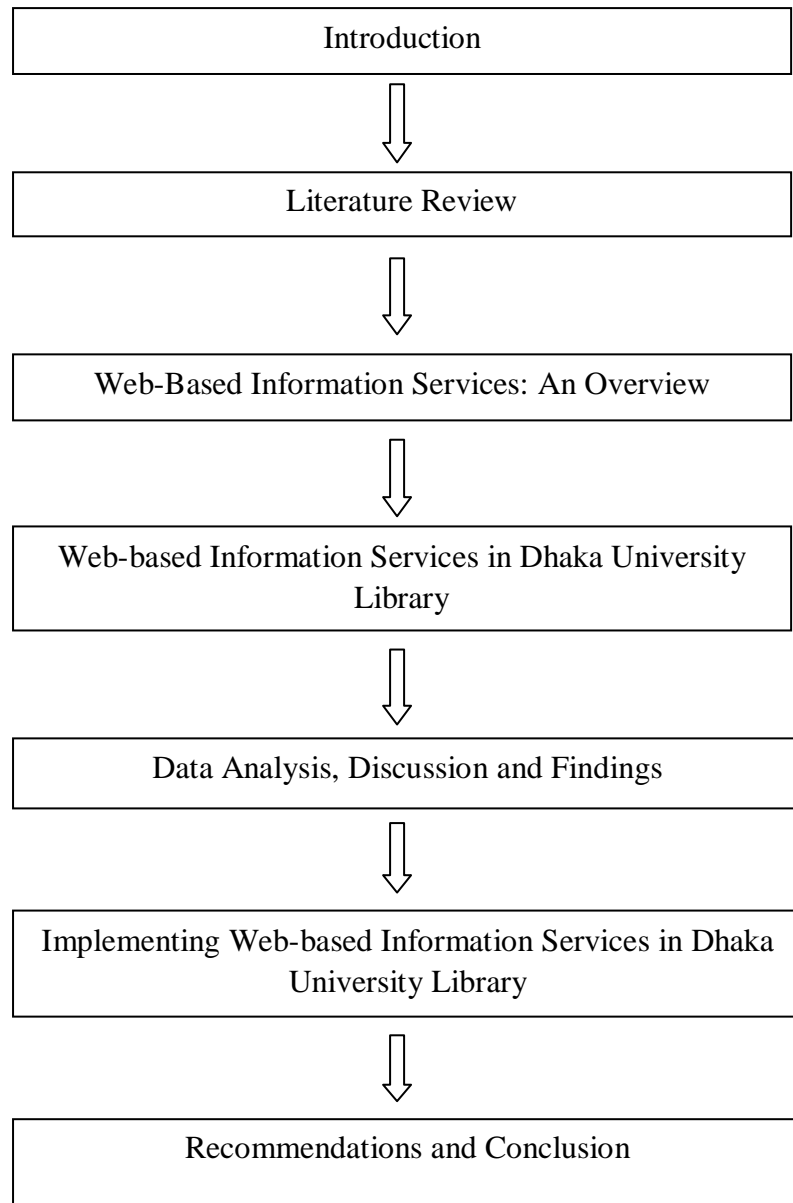 Introduction
Literature Review
Web-Based Information Services: An Overview
Web-based Information Services in Dhaka University
Library
Data Analysis, Discussion and Findings
Implementing Web-based Information Services in Dhaka
University Library
Recommendations and Conclusion